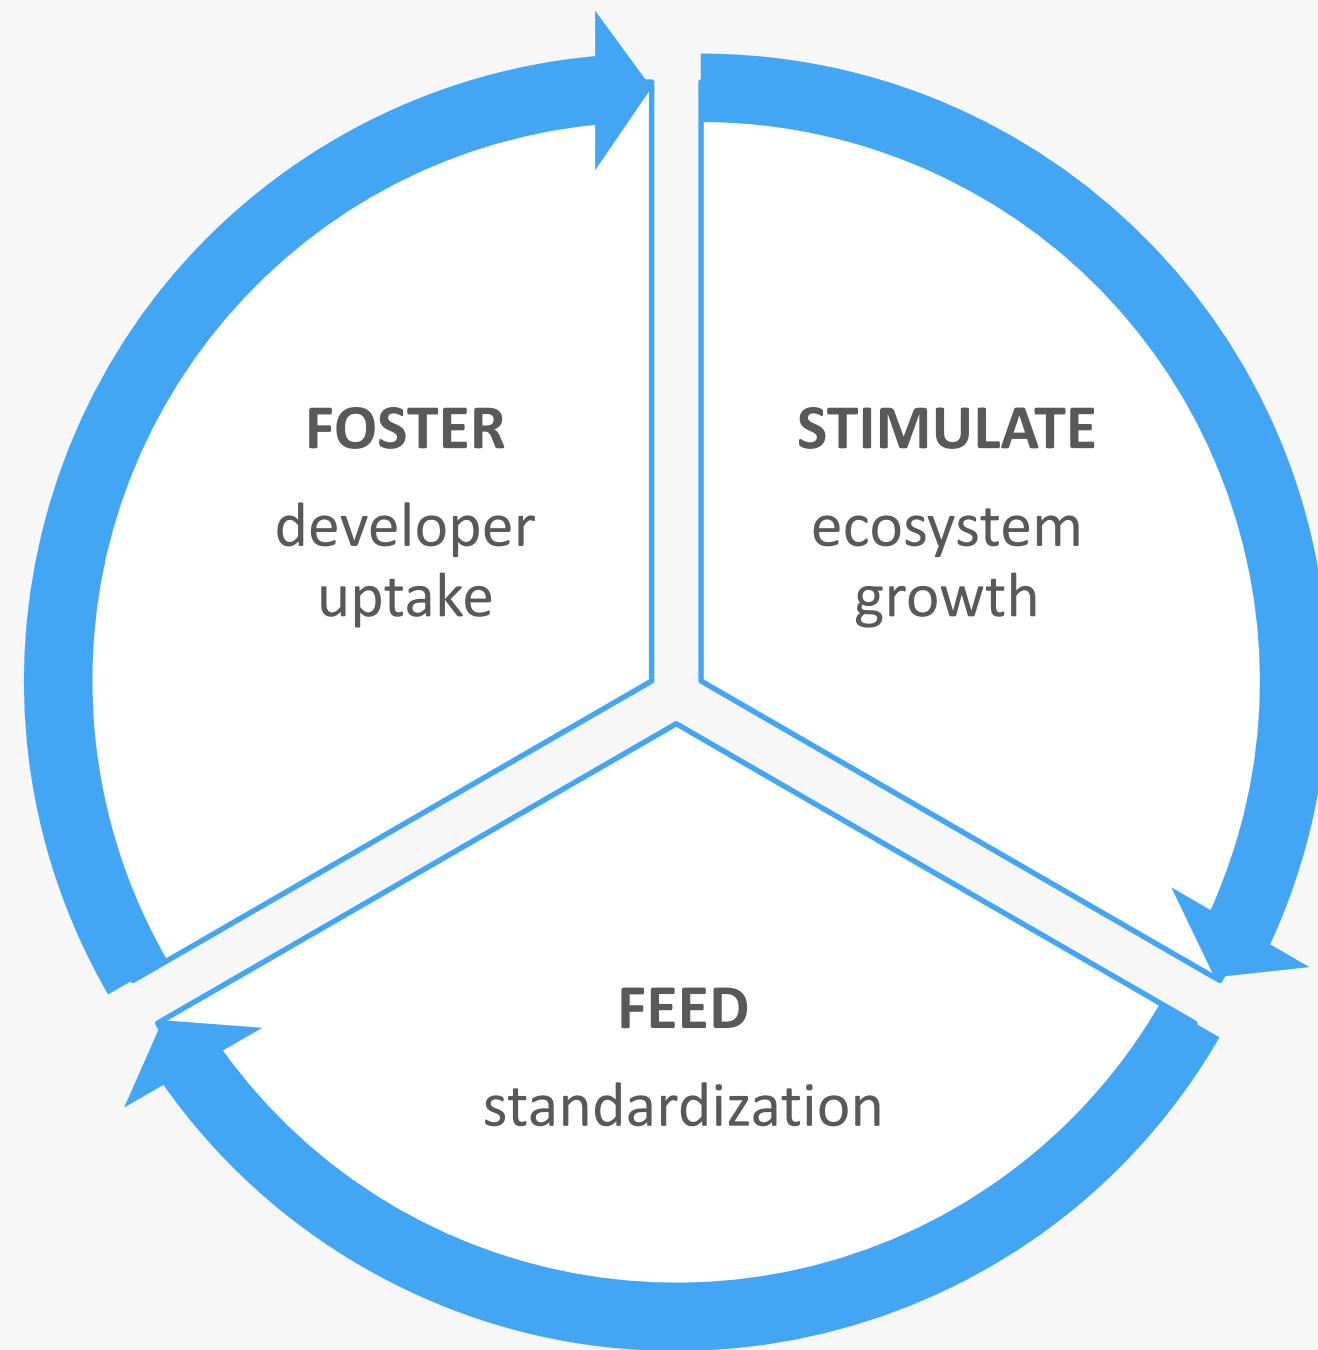 FOSTER
developer
uptake
STIMULATE
ecosystem
growth
FEED
standardization